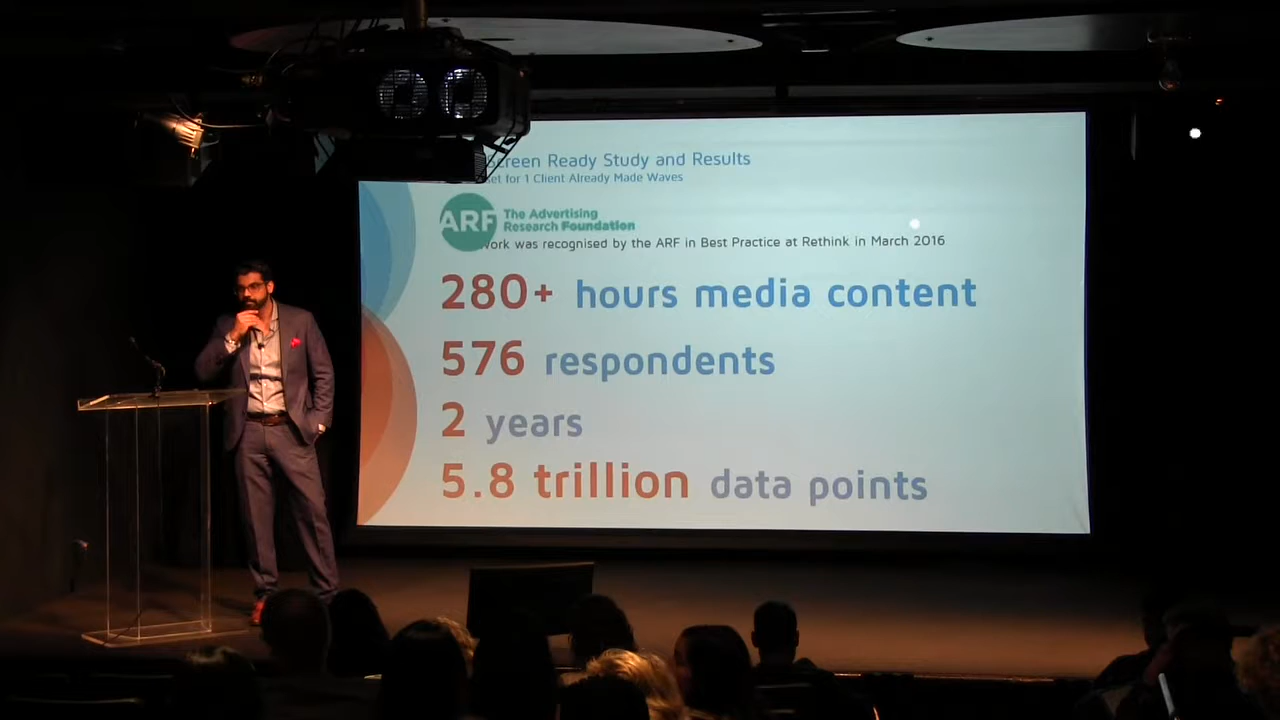 Screen Ready Study and Results
for 1 Client Already Made Waves
ARF The Advertising
Research Foundation
work was recognised by the ARF in Best Practice at Rethink in March 2016
280+ hours media content
576 respondents
2 years
5.8 trillion data points